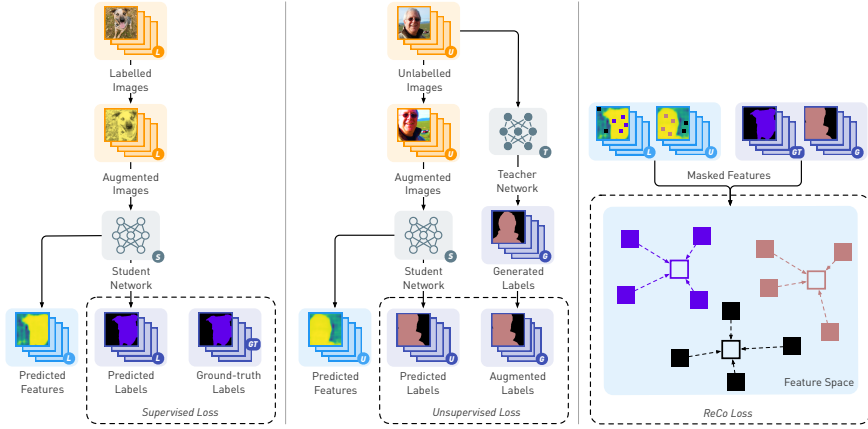 L
Labelled
Images
L
Augmented
Images
S
Student
Network
L
Predicted
Features
L
Predicted
Labels
GT
Ground-truth
Labels
Supervised Loss
U
Unlabelled
Images
U
Augmented
Images
T
Teacher
Network
S
Student
Network
G
Generated
Labels
U
Predicted
Features
U
Predicted
Labels
G
Augmented
Labels
Unsupervised Loss
L
U
GT
G
Masked Features
Feature Space
ReCo Loss